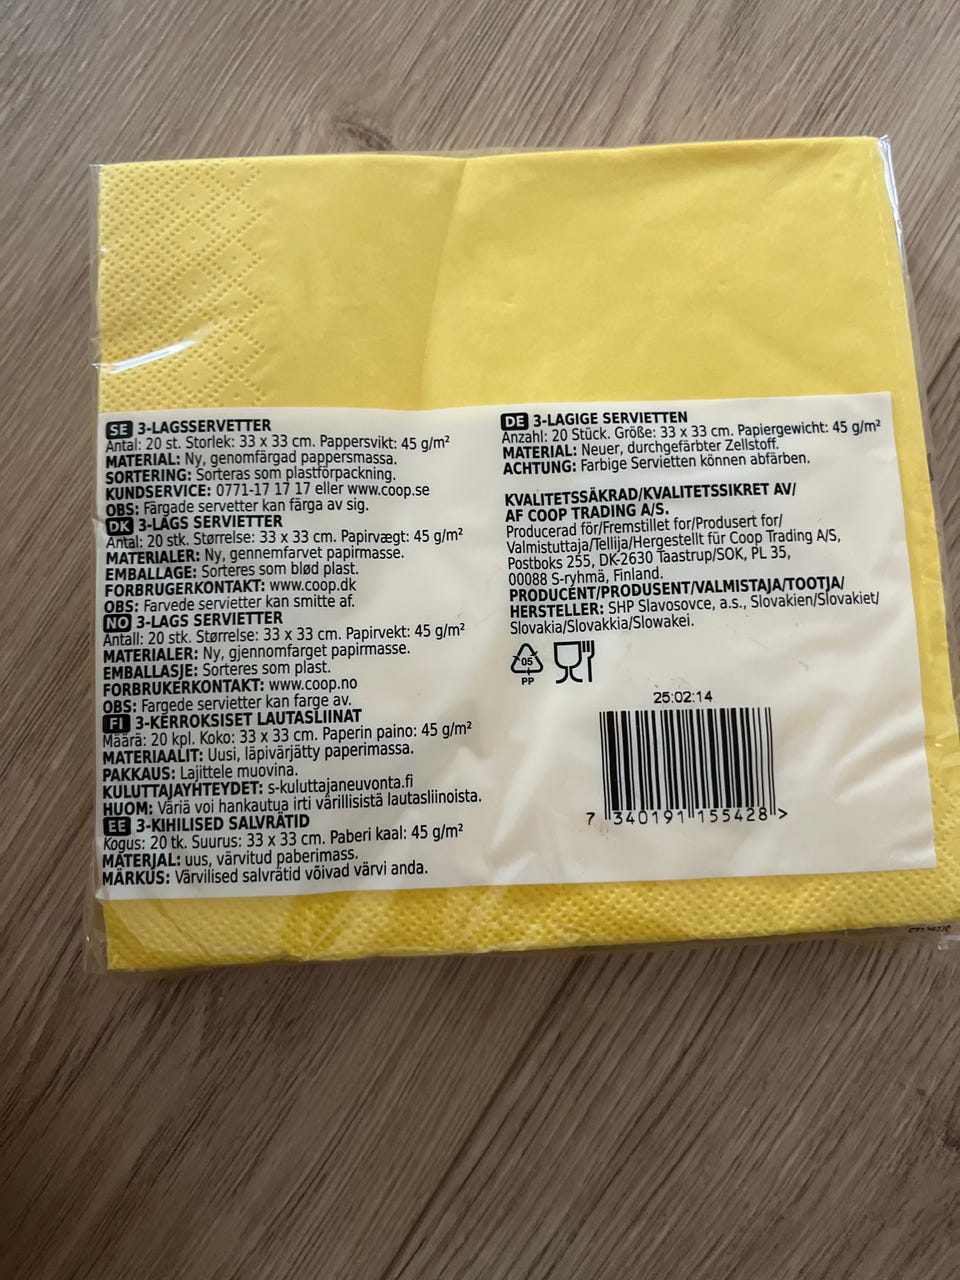 SE 3-LAGSSERVETTER
Antal: 20 st. Storlek: 33 x 33 cm. Pappersvikt: 45 g/m²
MATERIAL: Ny, genomfärgad pappersmassa.
SORTERING: Sorteras som plastförpackning.
KUNDSERVICE: 0771-17 17 17 eller www.coop.se
OBS: Färgade servetter kan färga av sig.
DK 3-LAGS SERVIETTER
Antal: 20 stk. Størrelse: 33 x 33 cm. Papirvægt: 45 g/m²
MATERIALER: Ny, gennemfarvet papirmasse.
EMBALLAGE: Sorteres som blød plast.
FORBRUGERKONTAKT: www.coop.dk
OBS: Farvede servietter kan smitte af.
NO 3-LAGS SERVIETTER
Antall: 20 stk. Størrelse: 33 x 33 cm. Papirvekt: 45 g/m²
MATERIALER: Ny, gjennomfarget papirmasse.
EMBALLASJE: Sorteres som plast.
FORBRUKERKONTAKT: www.coop.no
OBS: Fargede servietter kan farge av.
FI 3-KERROKSISET LAUTASLIINAT
Määrä: 20 kpl. Koko: 33 x 33 cm. Paperin paino: 45 g/m²
MATERIAALIT: Uusi, läpivärjätty paperimassa.
PAKKAUS: Lajittele muovina.
KULUTTAJAYHTEYDET: s-kuluttajaneuvonta.fi
HUOM: Väriä voi hankautua irti värillisistä lautasliinoista.
EE 3-KIHILISED SALVRÄTID
Kogus: 20 tk. Suurus: 33 x 33 cm. Paberi kaal: 45 g/m²
MATERJAL: uus, värvitud paberimass.
MÄRKUS: Värvilised salvrätid võivad värvi anda.
DE 3-LAGIGE SERVIETTEN
Anzahl: 20 Stück. Größe: 33 x 33 cm. Papiergewicht: 45 g/m²
MATERIAL: Neuer, durchgefärbter Zellstoff.
ACHTUNG: Farbige Servietten können abfärben.
KVALITETSSÄKRAD/KVALITETSSIKRET AV/
AF COOP TRADING A/S.
Producerad för/Fremstillet for/Produsert for/
Valmistuttaja/Tellija/Hergestellt für Coop Trading A/S,
Postboks 255, DK-2630 Taastrup/SOK, PL 35,
00088 S-ryhmä, Finland.
PRODUCENT/PRODUSENT/VALMISTAJA/TOOTJA/
HERSTELLER: SHP Slavosovce, a.s., Slovakien/Slovakiet/
Slovakia/Slovakkia/Slowakei.
05
PP
25:02:14
7 340191 155428 >